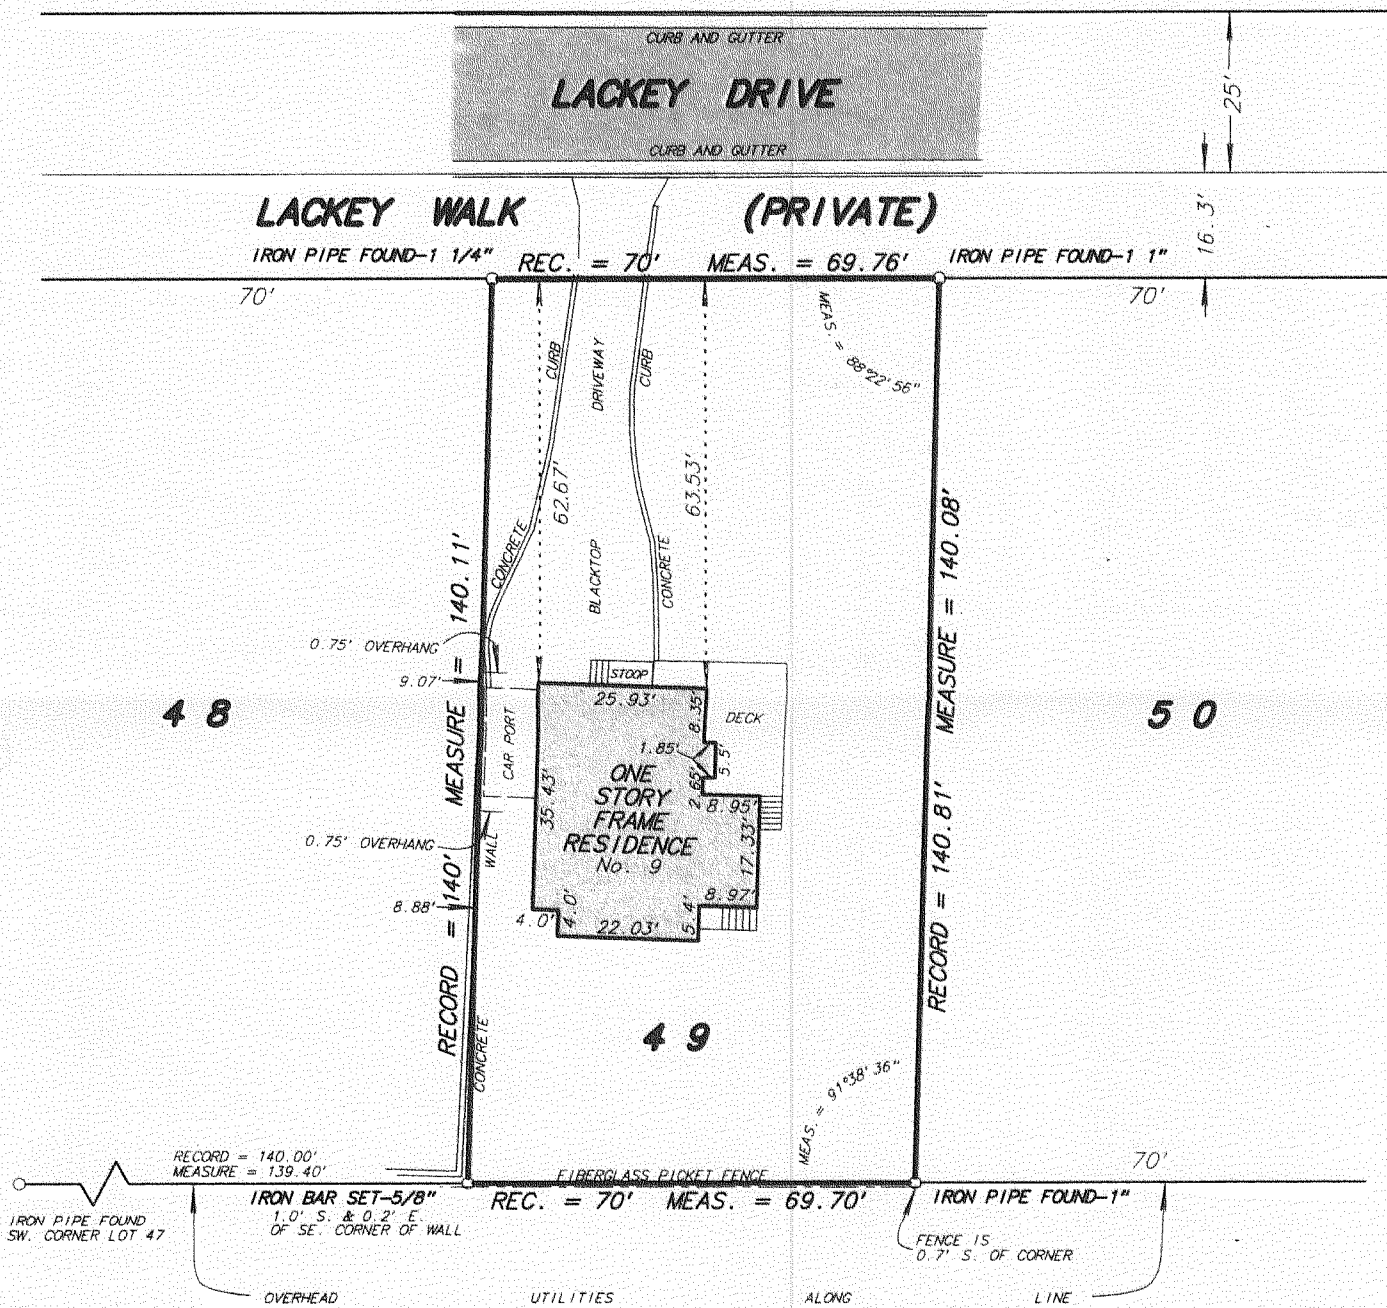 CURB AND GUTTER
LACKEY DRIVE
CURB AND GUTTER
25'
LACKEY WALK (PRIVATE)
16.3'
IRON PIPE FOUND-1 1/4" REC. = 70' MEAS. = 69.76' IRON PIPE FOUND-1 1"
70' 70'
MEAS. = 88°22'56"
CURB
DRIVEWAY
CURB
62.67'
63.53'
CONCRETE
BLACKTOP
CONCRETE
RECORD = 140' MEASURE = 140.11'
RECORD = 140.81' MEASURE = 140.08'
0.75' OVERHANG
9.07'
STOOP
25.93'
8.35'
DECK
48
50
CAR PORT
1.85'
5.5'
ONE
STORY
FRAME
RESIDENCE
No. 9
35.43'
2.65'
8.95'
17.33'
0.75' OVERHANG
WALL
8.88'
4.0'
4.0'
22.03'
5.4'
8.97'
49
CONCRETE
MEAS. = 91°38'36"
RECORD = 140.00'
MEASURE = 139.40'
FIBERGLASS PICKET FENCE
70'
IRON BAR SET-5/8" REC. = 70' MEAS. = 69.70' IRON PIPE FOUND-1"
1.0' S. & 0.2' E.
OF SE. CORNER OF WALL
IRON PIPE FOUND
SW. CORNER LOT 47
FENCE IS
0.7' S. OF CORNER
OVERHEAD UTILITIES ALONG LINE